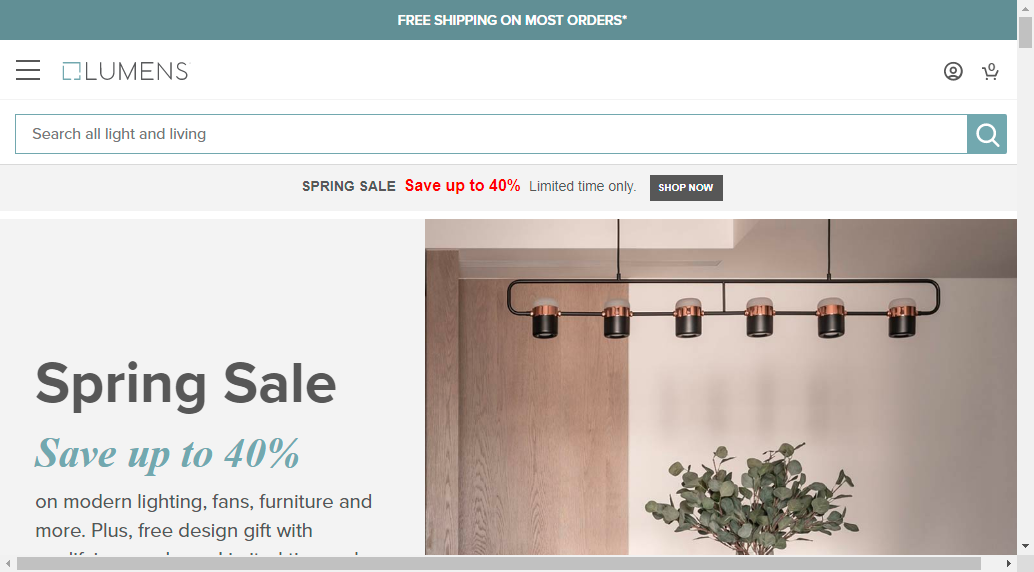 FREE SHIPPING ON MOST ORDERS*
LUMENS
0
Search all light and living
SPRING SALE Save up to 40% Limited time only. SHOP NOW
Spring Sale
Save up to 40%
on modern lighting, fans, furniture and
more. Plus, free design gift with